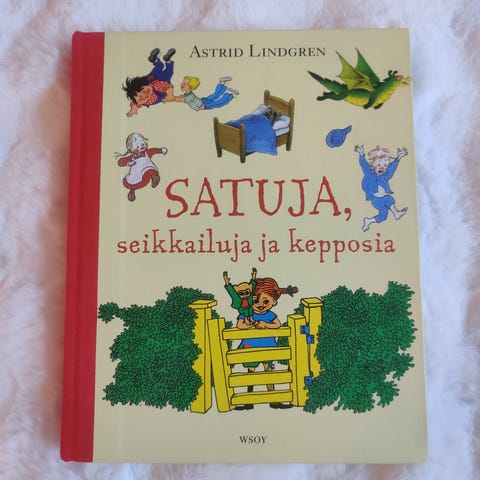 ASTRID LINDGREN
SATUJA,
seikkailuja ja kepposia
WSOY